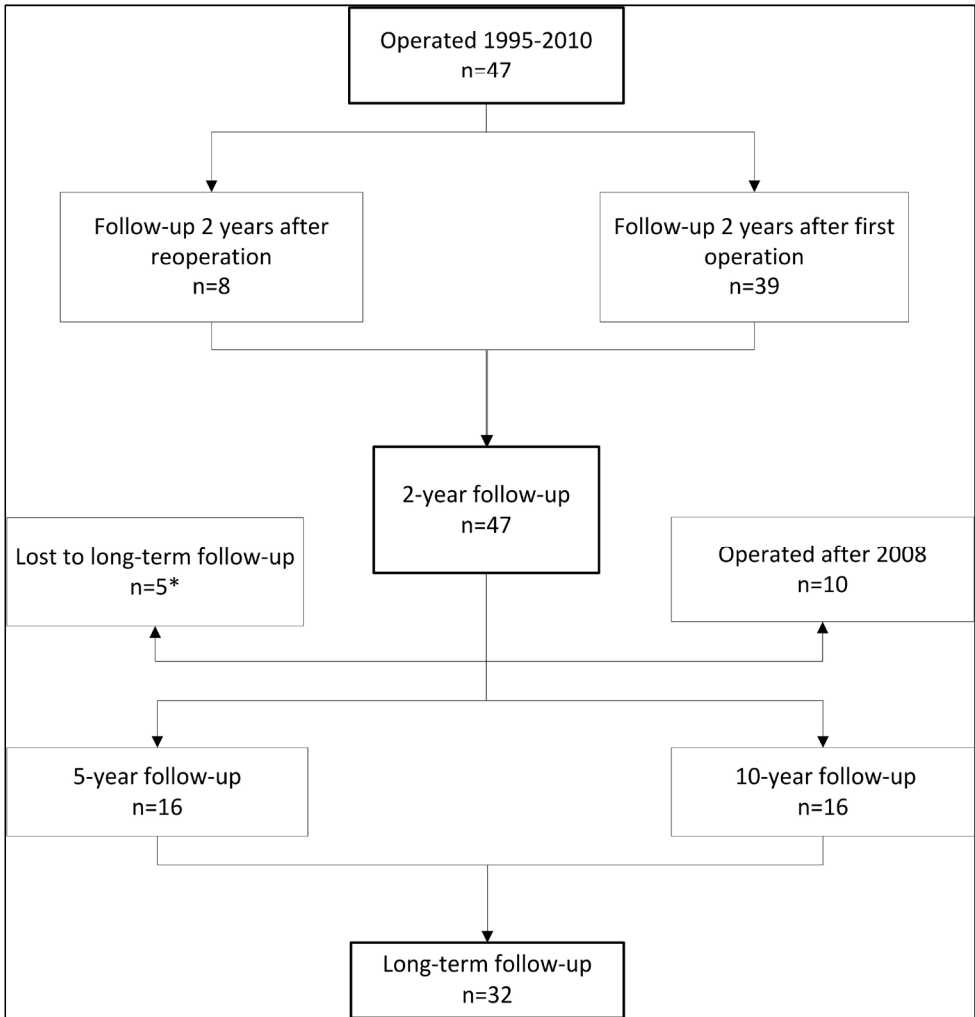 Operated 1995-2010
n=47
Follow-up 2 years after
reoperation
n=8
Follow-up 2 years after first
operation
n=39
2-year follow-up
n=47
Lost to long-term follow-up
n=5*
Operated after 2008
n=10
5-year follow-up
n=16
10-year follow-up
n=16
Long-term follow-up
n=32